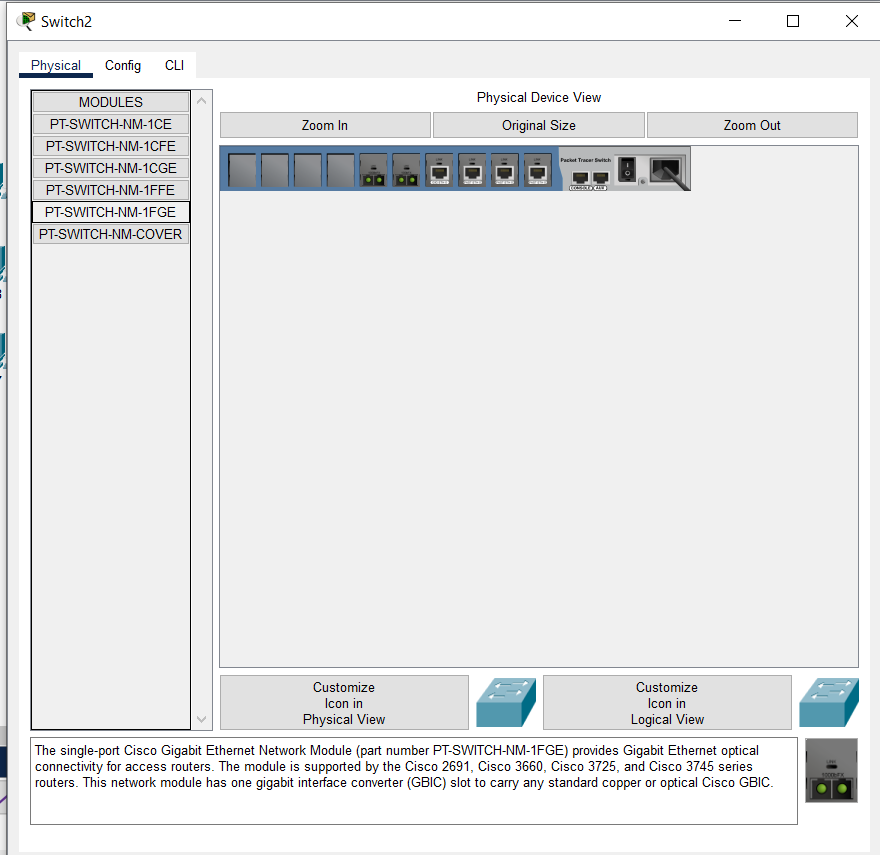 Switch2
Physical
Config
CLI
MODULES
PT-SWITCH-NM-1CE
PT-SWITCH-NM-1CFE
PT-SWITCH-NM-1CGE
PT-SWITCH-NM-1FFE
PT-SWITCH-NM-1FGE
PT-SWITCH-NM-COVER
Physical Device View
Zoom In
Original Size
Zoom Out
Packet Tracer Switch
CONSOLE
AUX
Customize
Icon in
Physical View
Customize
Icon in
Logical View
The single-port Cisco Gigabit Ethernet Network Module (part number PT-SWITCH-NM-1FGE) provides Gigabit Ethernet optical
connectivity for access routers. The module is supported by the Cisco 2691, Cisco 3660, Cisco 3725, and Cisco 3745 series
routers. This network module has one gigabit interface converter (GBIC) slot to carry any standard copper or optical Cisco GBIC.